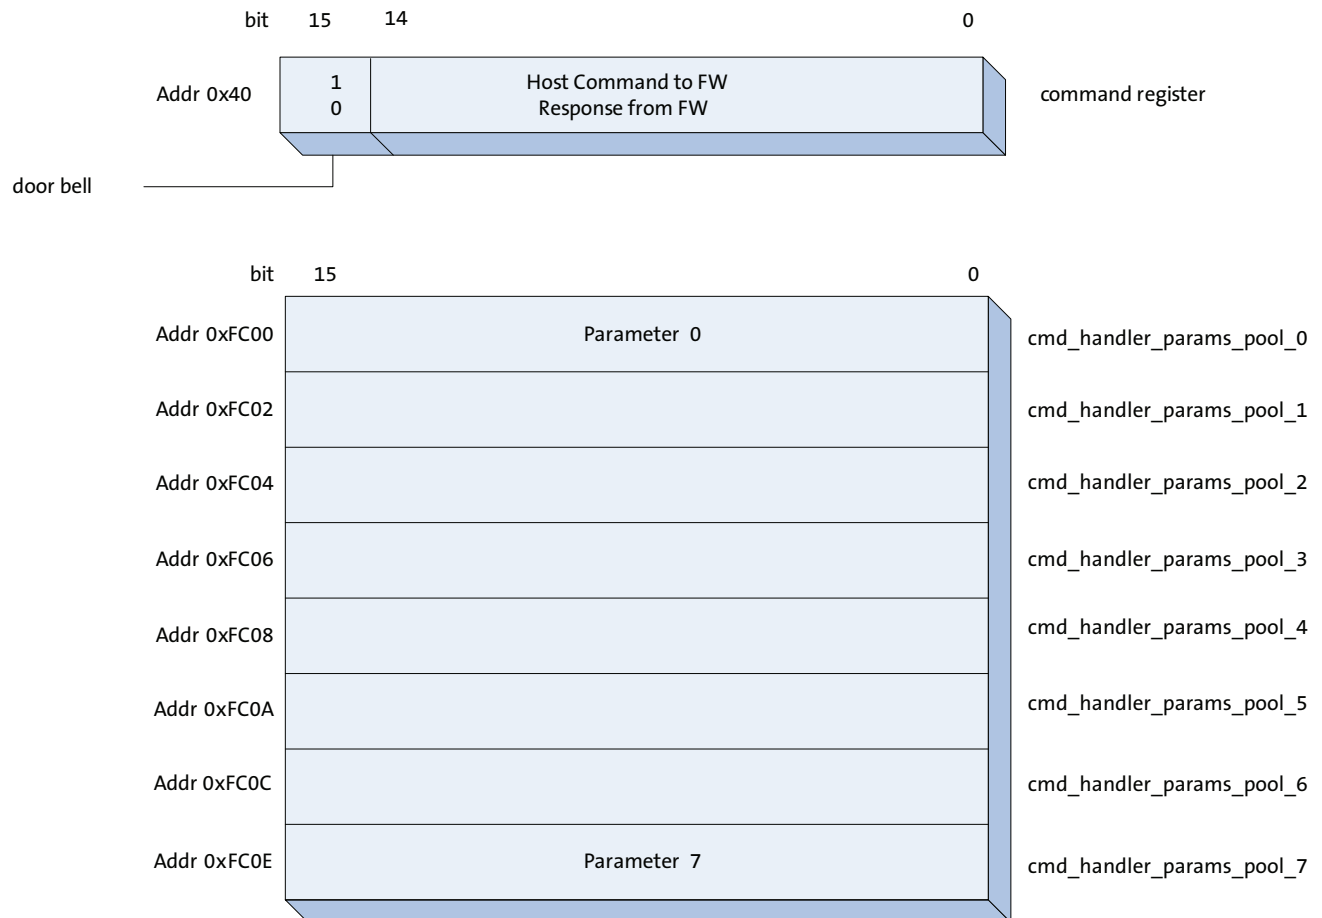 bit 15 14 0
Addr 0x40 1 Host Command to FW command register
0 Response from FW
door bell
bit 15 0
Addr 0xFC00 Parameter 0 cmd_handler_params_pool_0
Addr 0xFC02 cmd_handler_params_pool_1
Addr 0xFC04 cmd_handler_params_pool_2
Addr 0xFC06 cmd_handler_params_pool_3
Addr 0xFC08 cmd_handler_params_pool_4
Addr 0xFC0A cmd_handler_params_pool_5
Addr 0xFC0C cmd_handler_params_pool_6
Addr 0xFC0E Parameter 7 cmd_handler_params_pool_7